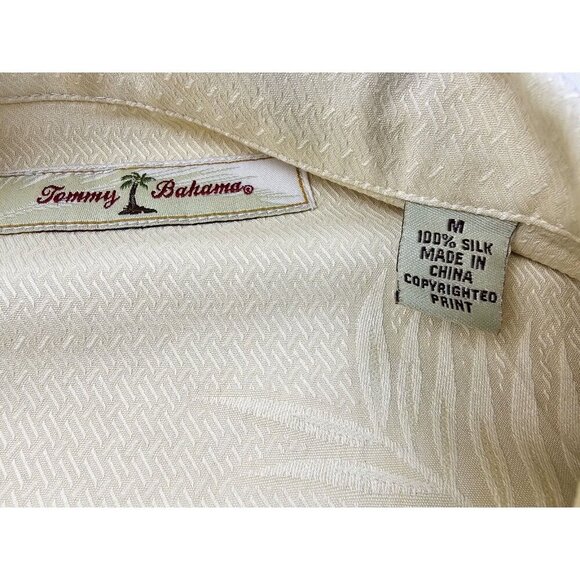 Tommy Bahama®
M
100% SILK
MADE IN
CHINA
COPYRIGHTED
PRINT